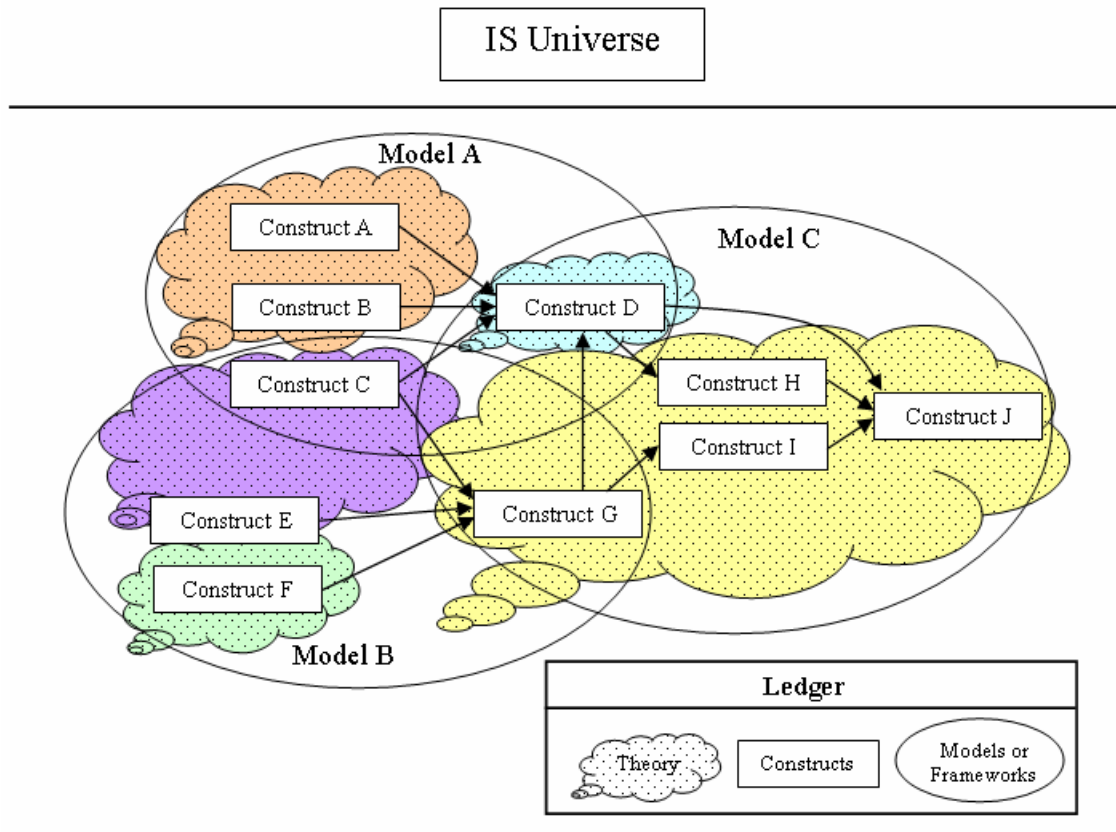 IS Universe
Model A
Construct A
Model C
Construct B
Construct D
Construct C
Construct H
Construct J
Construct I
Construct G
Construct E
Construct F
Model B
Ledger
Theory
Constructs
Models or
Frameworks